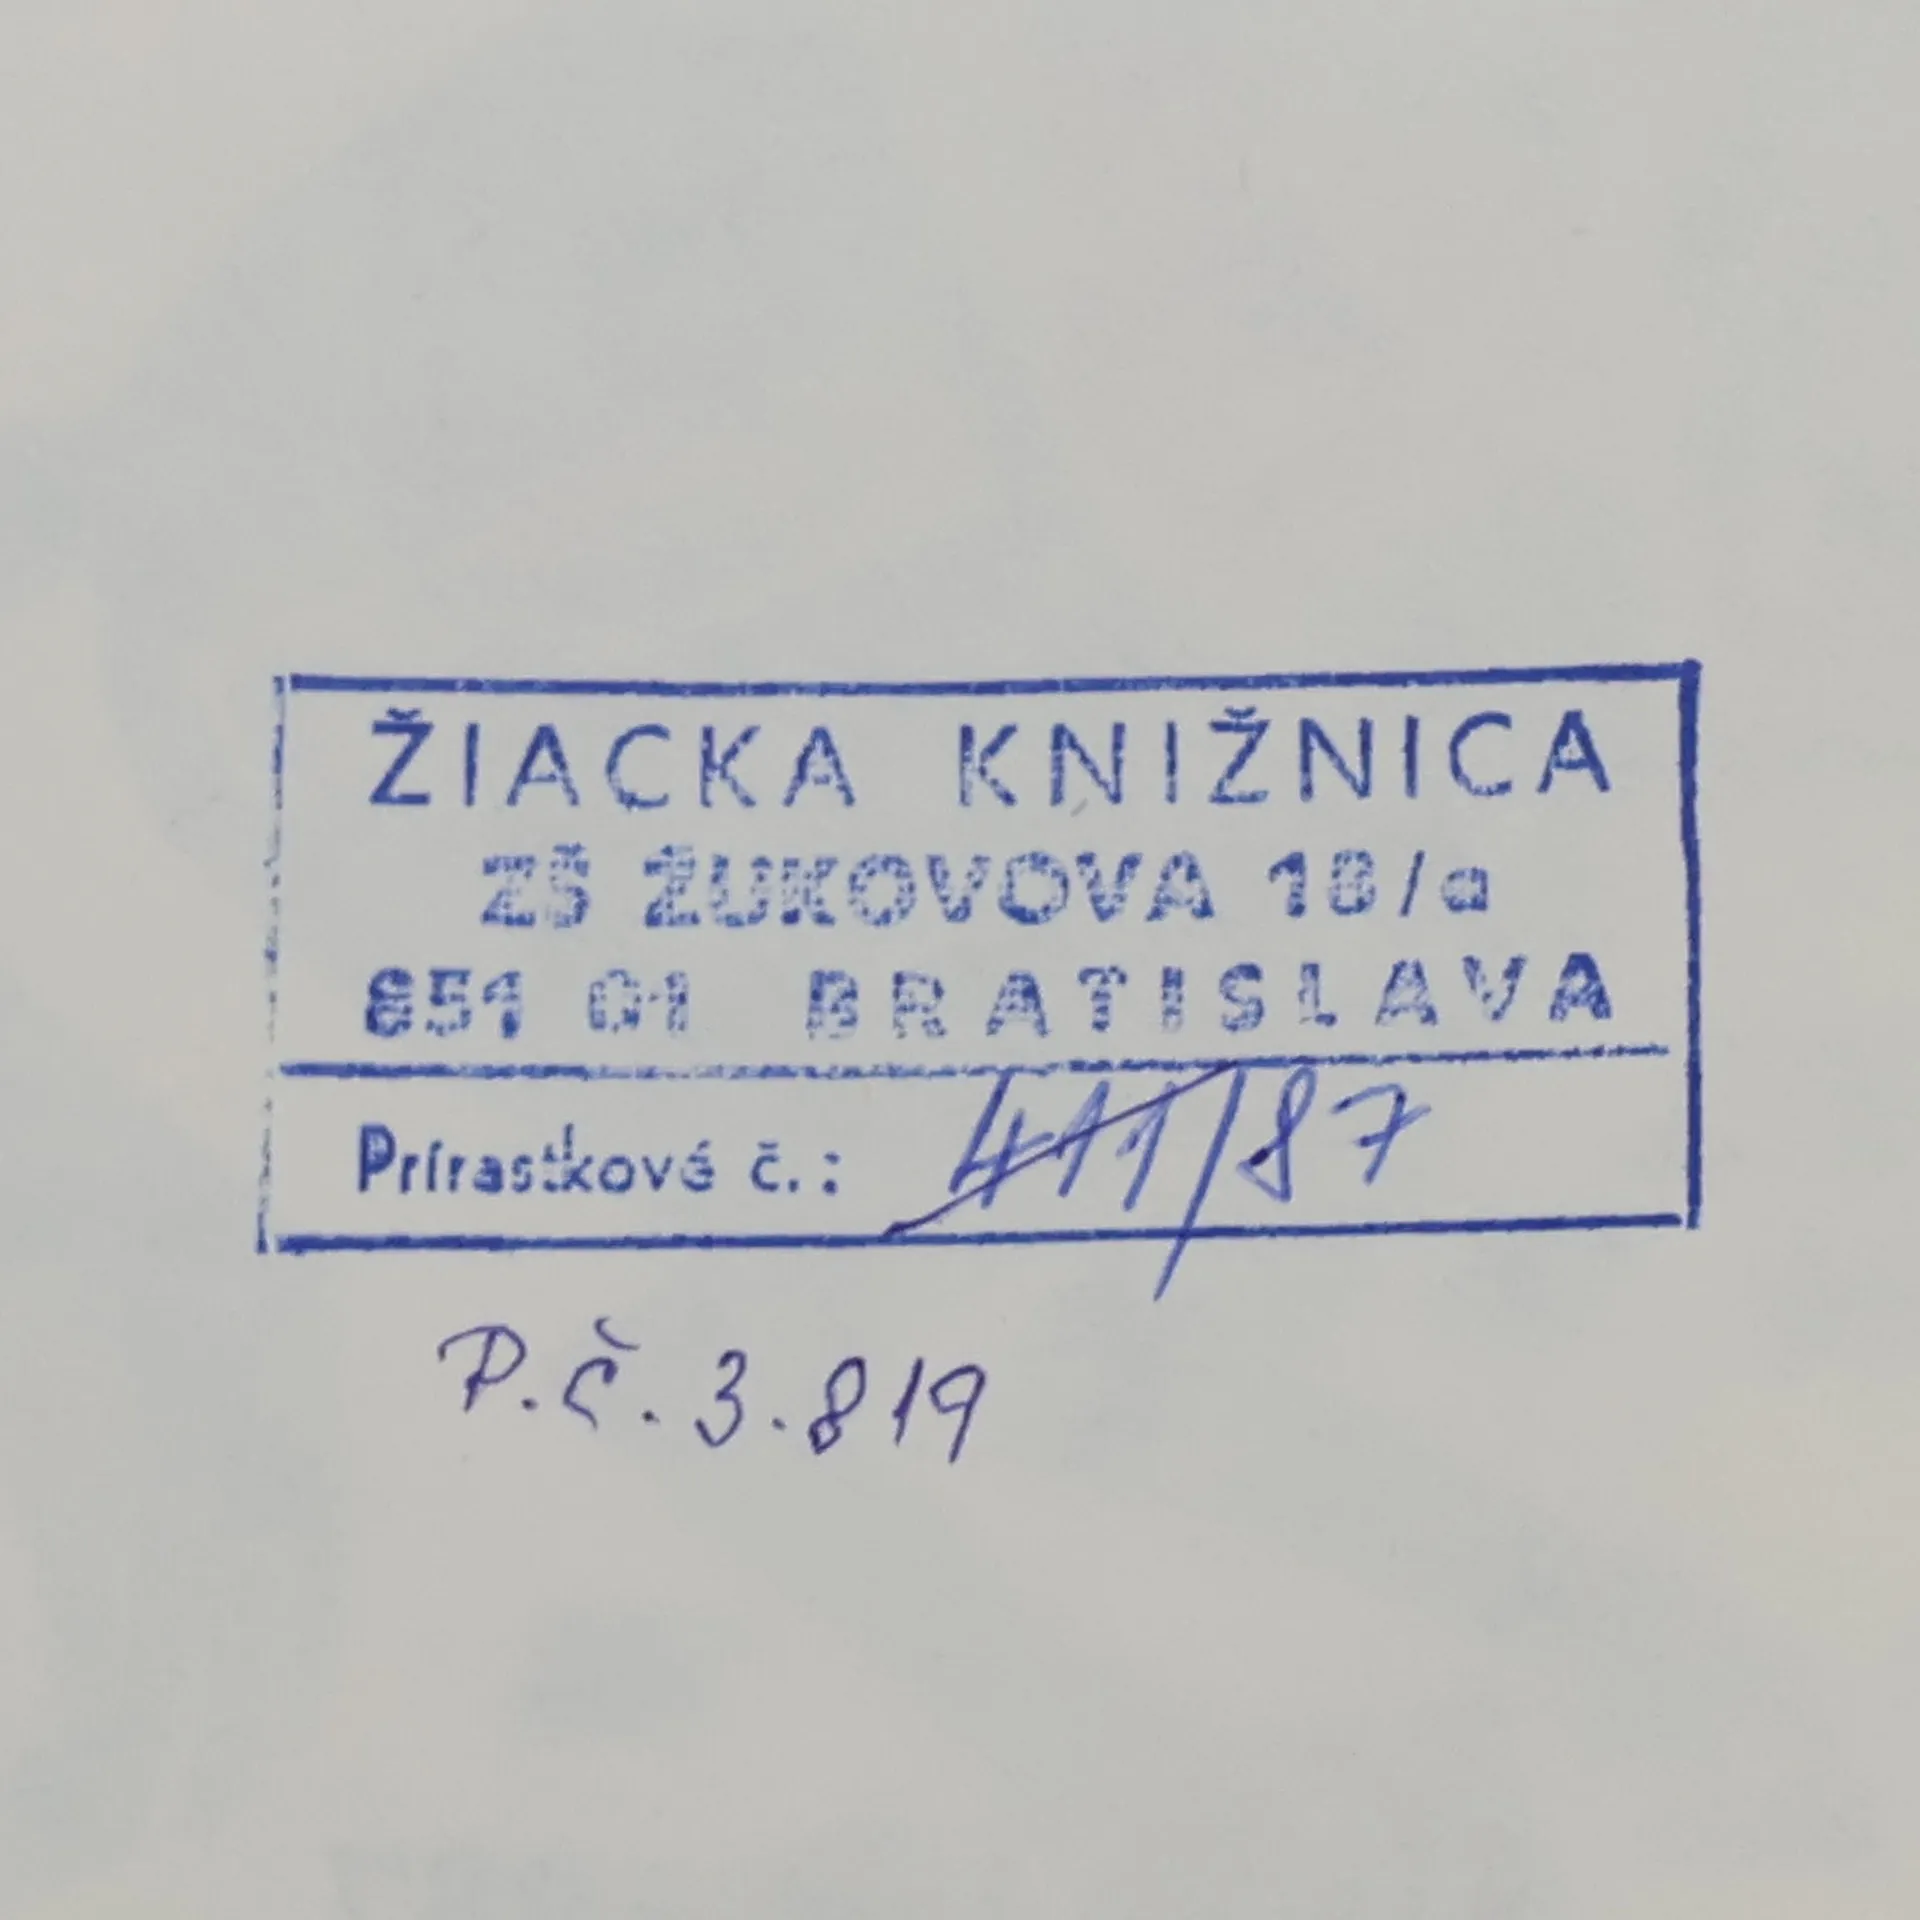 ŽIACKA KNIŽNICA
ZŠ ŽUKOVOVA 18/a
851 01 BRATISLAVA
Prírastkové č.: 411/87
P.č. 3.819